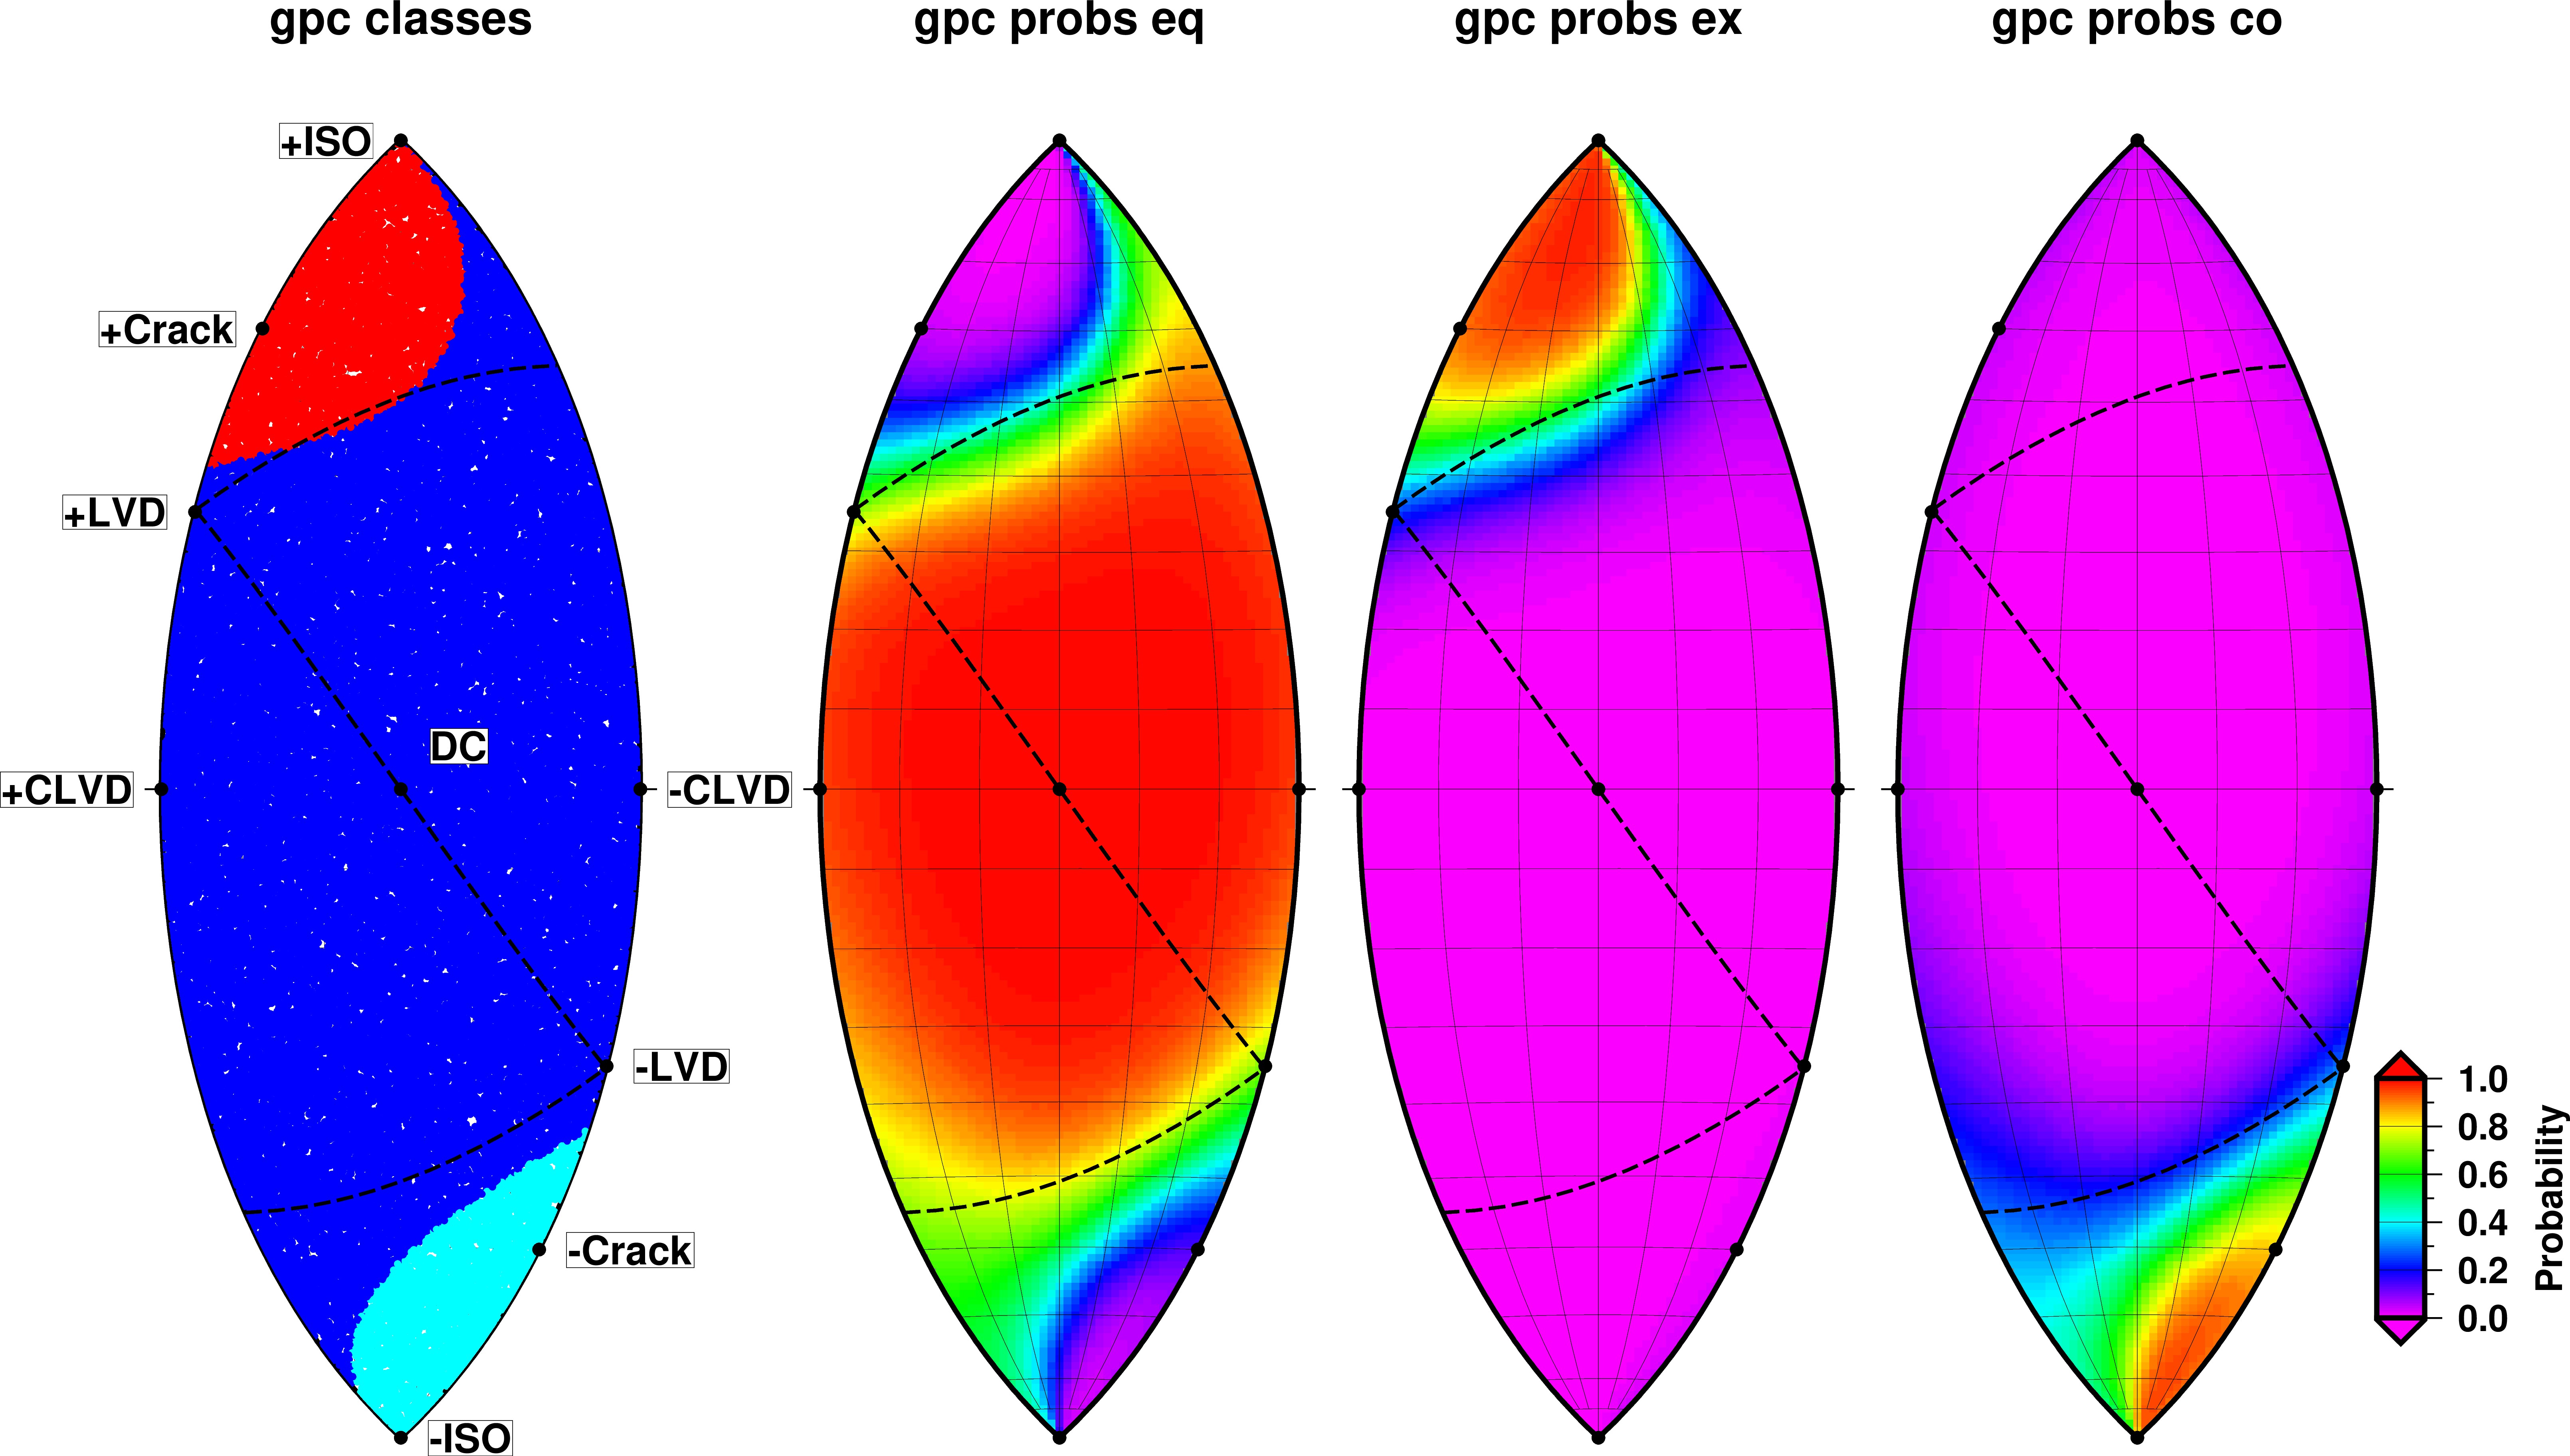 gpc classes
gpc probs eq
gpc probs ex
gpc probs co
+ISO
+Crack
+LVD
DC
+CLVD
-CLVD
-LVD
-Crack
-ISO
1.0
0.8
0.6
0.4
0.2
0.0
Probability